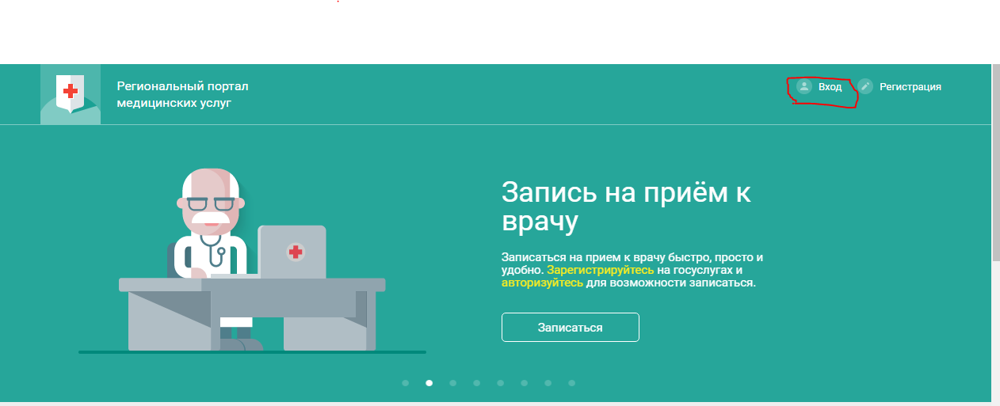 Региональный портал
медицинских услуг
Вход
Регистрация
Запись на приём к
врачу
Записаться на прием к врачу быстро, просто и
удобно. Зарегистрируйтесь на госуслугах и
авторизуйтесь для возможности записаться.
Записаться